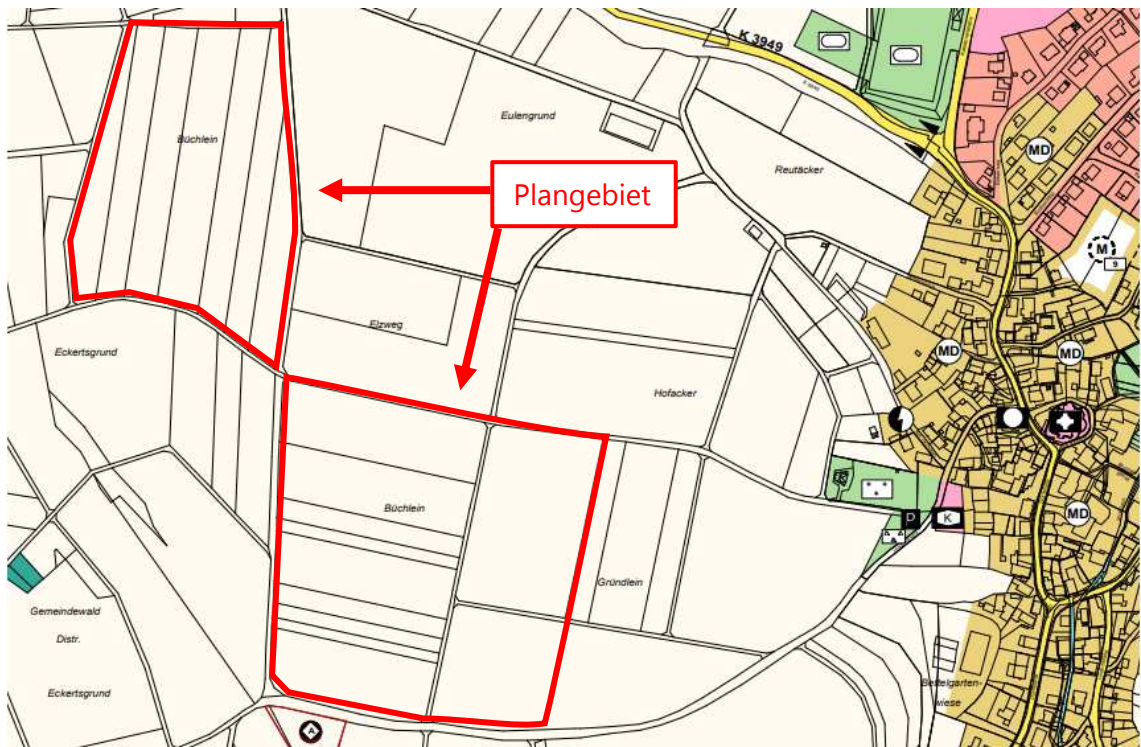 K 3949
Eulengrund
Büchlein
Reutäcker
MD
Plangebiet
M
9
Elzweg
Eckertsgrund
MD
MD
Hofacker
Büchlein
MD
P
K
Gründlein
Gemeindewald
Distr.
Eckertsgrund
Bettelgarten-
wiese
A